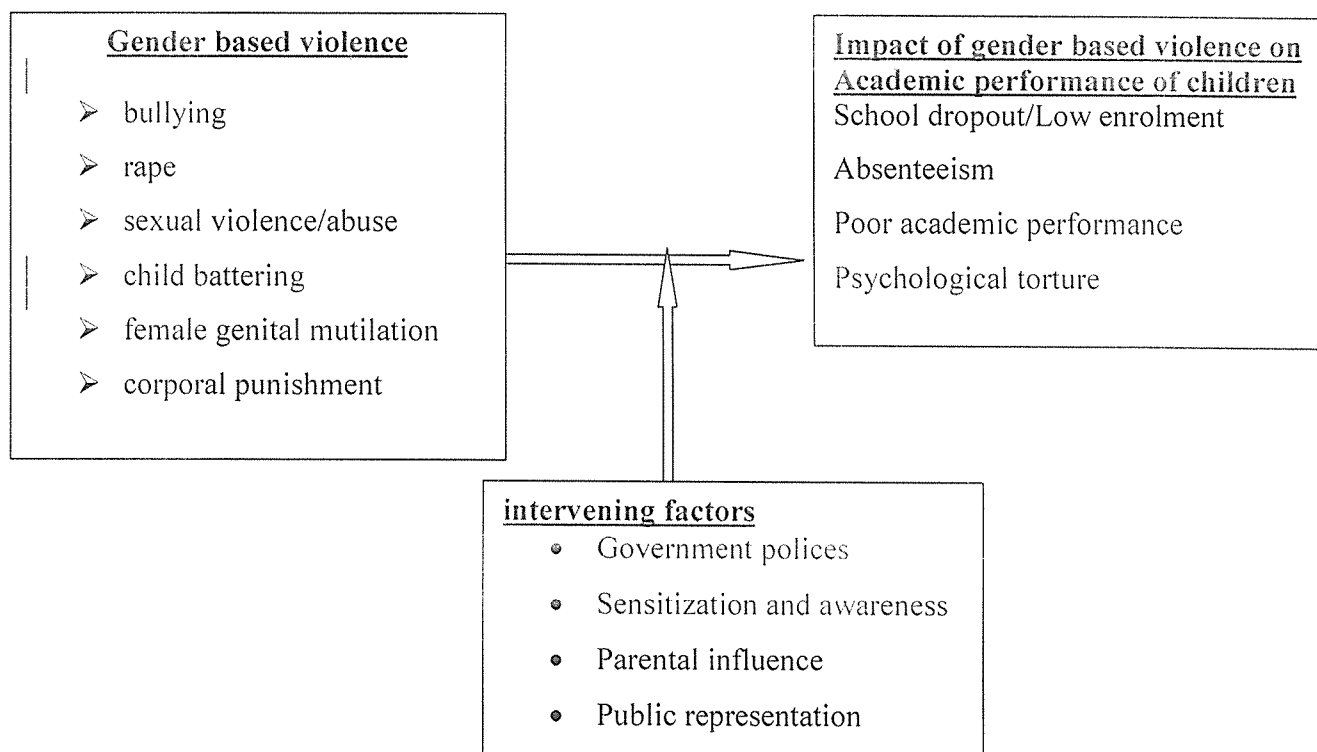 Gender based violence
➢ bullying
➢ rape
➢ sexual violence/abuse
➢ child battering
➢ female genital mutilation
➢ corporal punishment
Impact of gender based violence on
Academic performance of children
School dropout/Low enrolment
Absenteeism
Poor academic performance
Psychological torture
intervening factors
• Government polices
• Sensitization and awareness
• Parental influence
• Public representation